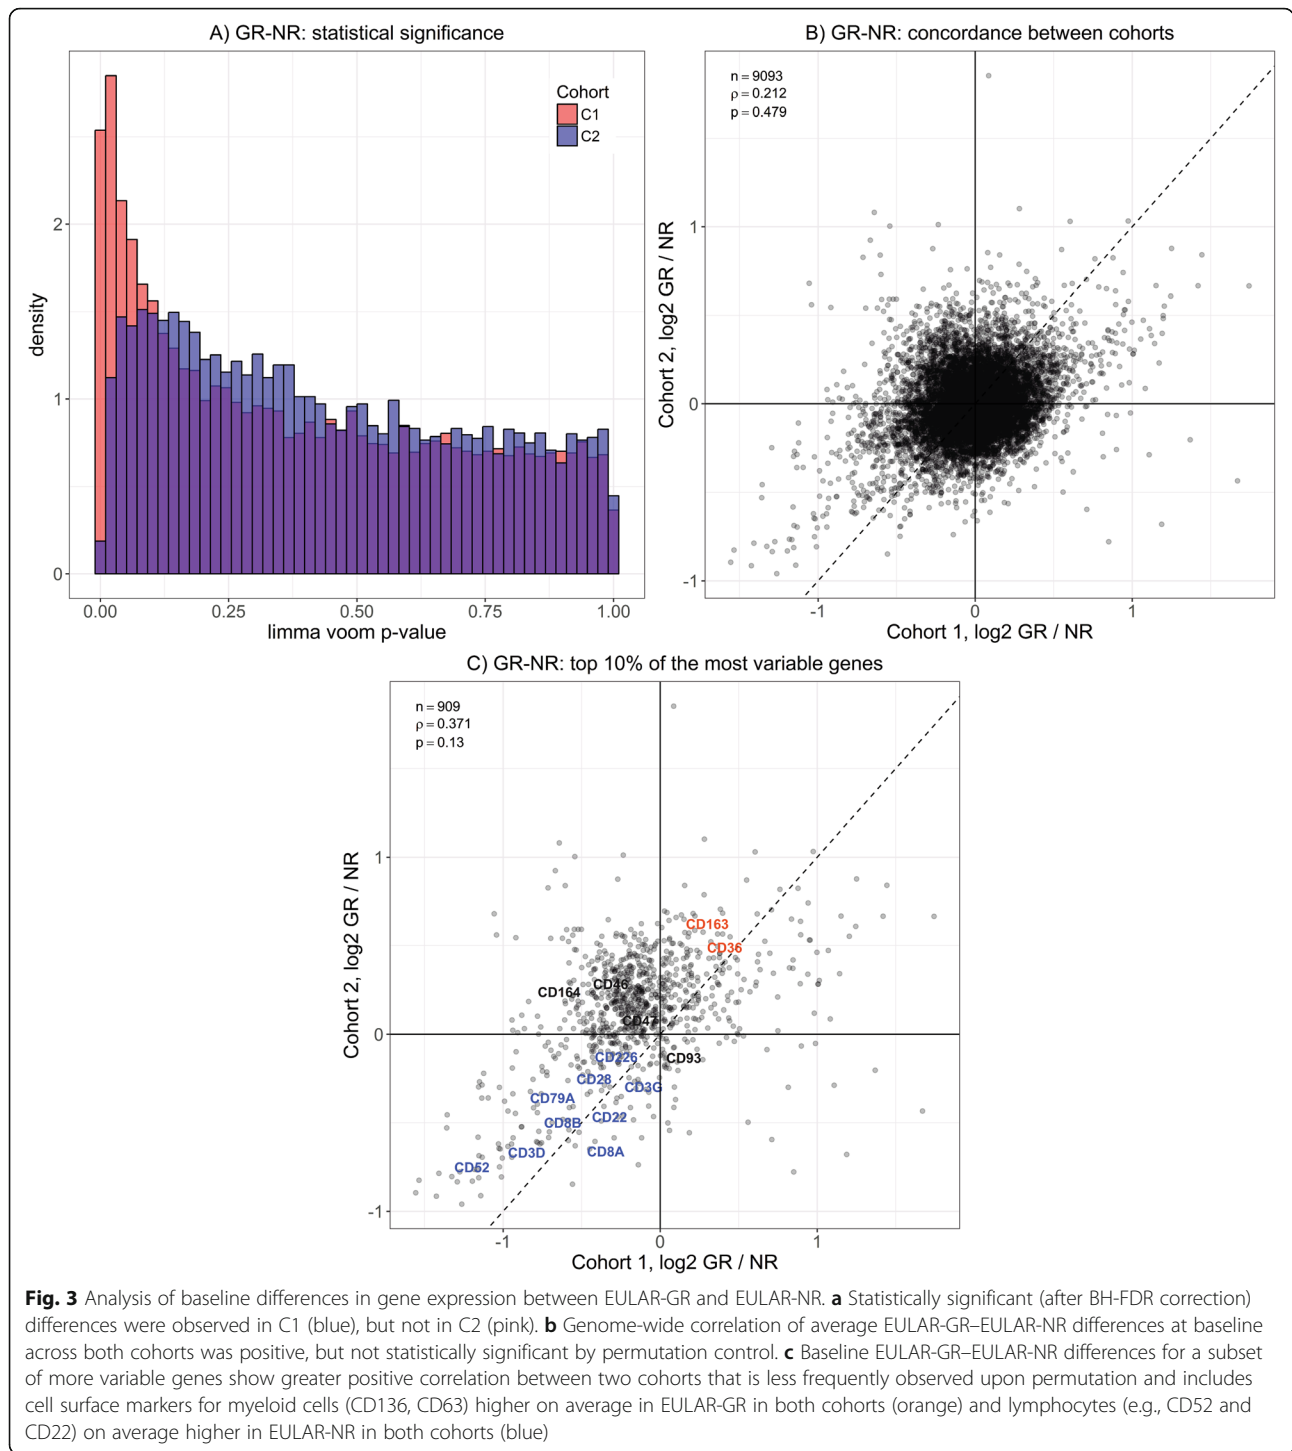 A) GR-NR: statistical significance
Cohort
C1
C2
density
2
1
0
0.00 0.25 0.50 0.75 1.00
limma voom p-value
B) GR-NR: concordance between cohorts
n = 9093
ρ = 0.212
p = 0.479
Cohort 2, log2 GR / NR
1
0
-1
-1 0 1
Cohort 1, log2 GR / NR
C) GR-NR: top 10% of the most variable genes
n = 909
ρ = 0.371
p = 0.13
Cohort 2, log2 GR / NR
1
0
-1
CD163
CD36
CD46
CD164
CD47
CD226
CD93
CD28
CD3G
CD79A
CD22
CD8B
CD3D
CD8A
CD52
-1 0 1
Cohort 1, log2 GR / NR
Fig. 3 Analysis of baseline differences in gene expression between EULAR-GR and EULAR-NR. a Statistically significant (after BH-FDR correction)
differences were observed in C1 (blue), but not in C2 (pink). b Genome-wide correlation of average EULAR-GR–EULAR-NR differences at baseline
across both cohorts was positive, but not statistically significant by permutation control. c Baseline EULAR-GR–EULAR-NR differences for a subset
of more variable genes show greater positive correlation between two cohorts that is less frequently observed upon permutation and includes
cell surface markers for myeloid cells (CD136, CD63) higher on average in EULAR-GR in both cohorts (orange) and lymphocytes (e.g., CD52 and
CD22) on average higher in EULAR-NR in both cohorts (blue)